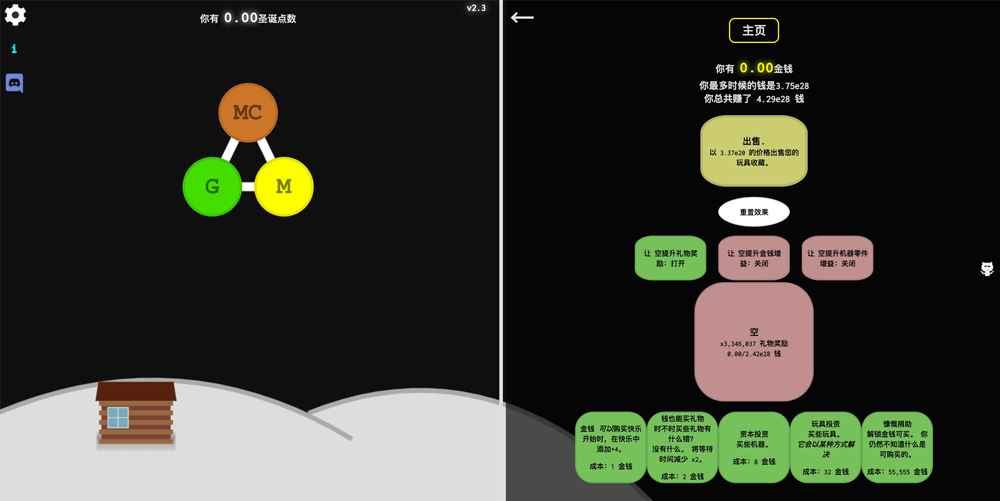 你有 0.00圣诞点数
v2.3
i
MC
G
M
主页
你有 0.00金钱
你最多时候的钱是3.75e28
你总共赚了 4.29e28 钱
出售.
以 3.37e20 的价格出售您的
玩具收藏。
重置效果
让 空提升礼物奖
励: 打开
让 空提升金钱增
益: 关闭
让 空提升机器零件
增益: 关闭
空
x3,346,037 礼物奖励
0.00/2.42e28 钱
金钱 可以购买快乐
开始时，在快乐中
添加+4。
成本: 1 金钱
钱也能买礼物
时不时买些礼物有
什么错?
没有什么。 将等待
时间减少 x2。
成本: 2 金钱
资本投资
买些机器。
成本: 8 金钱
玩具投资
买些玩具。
它会以某种方式解
决
成本: 32 金钱
慷慨捐助
解锁金钱可买。 你
仍然不知道什么是
可购买的。
成本: 55,555 金钱